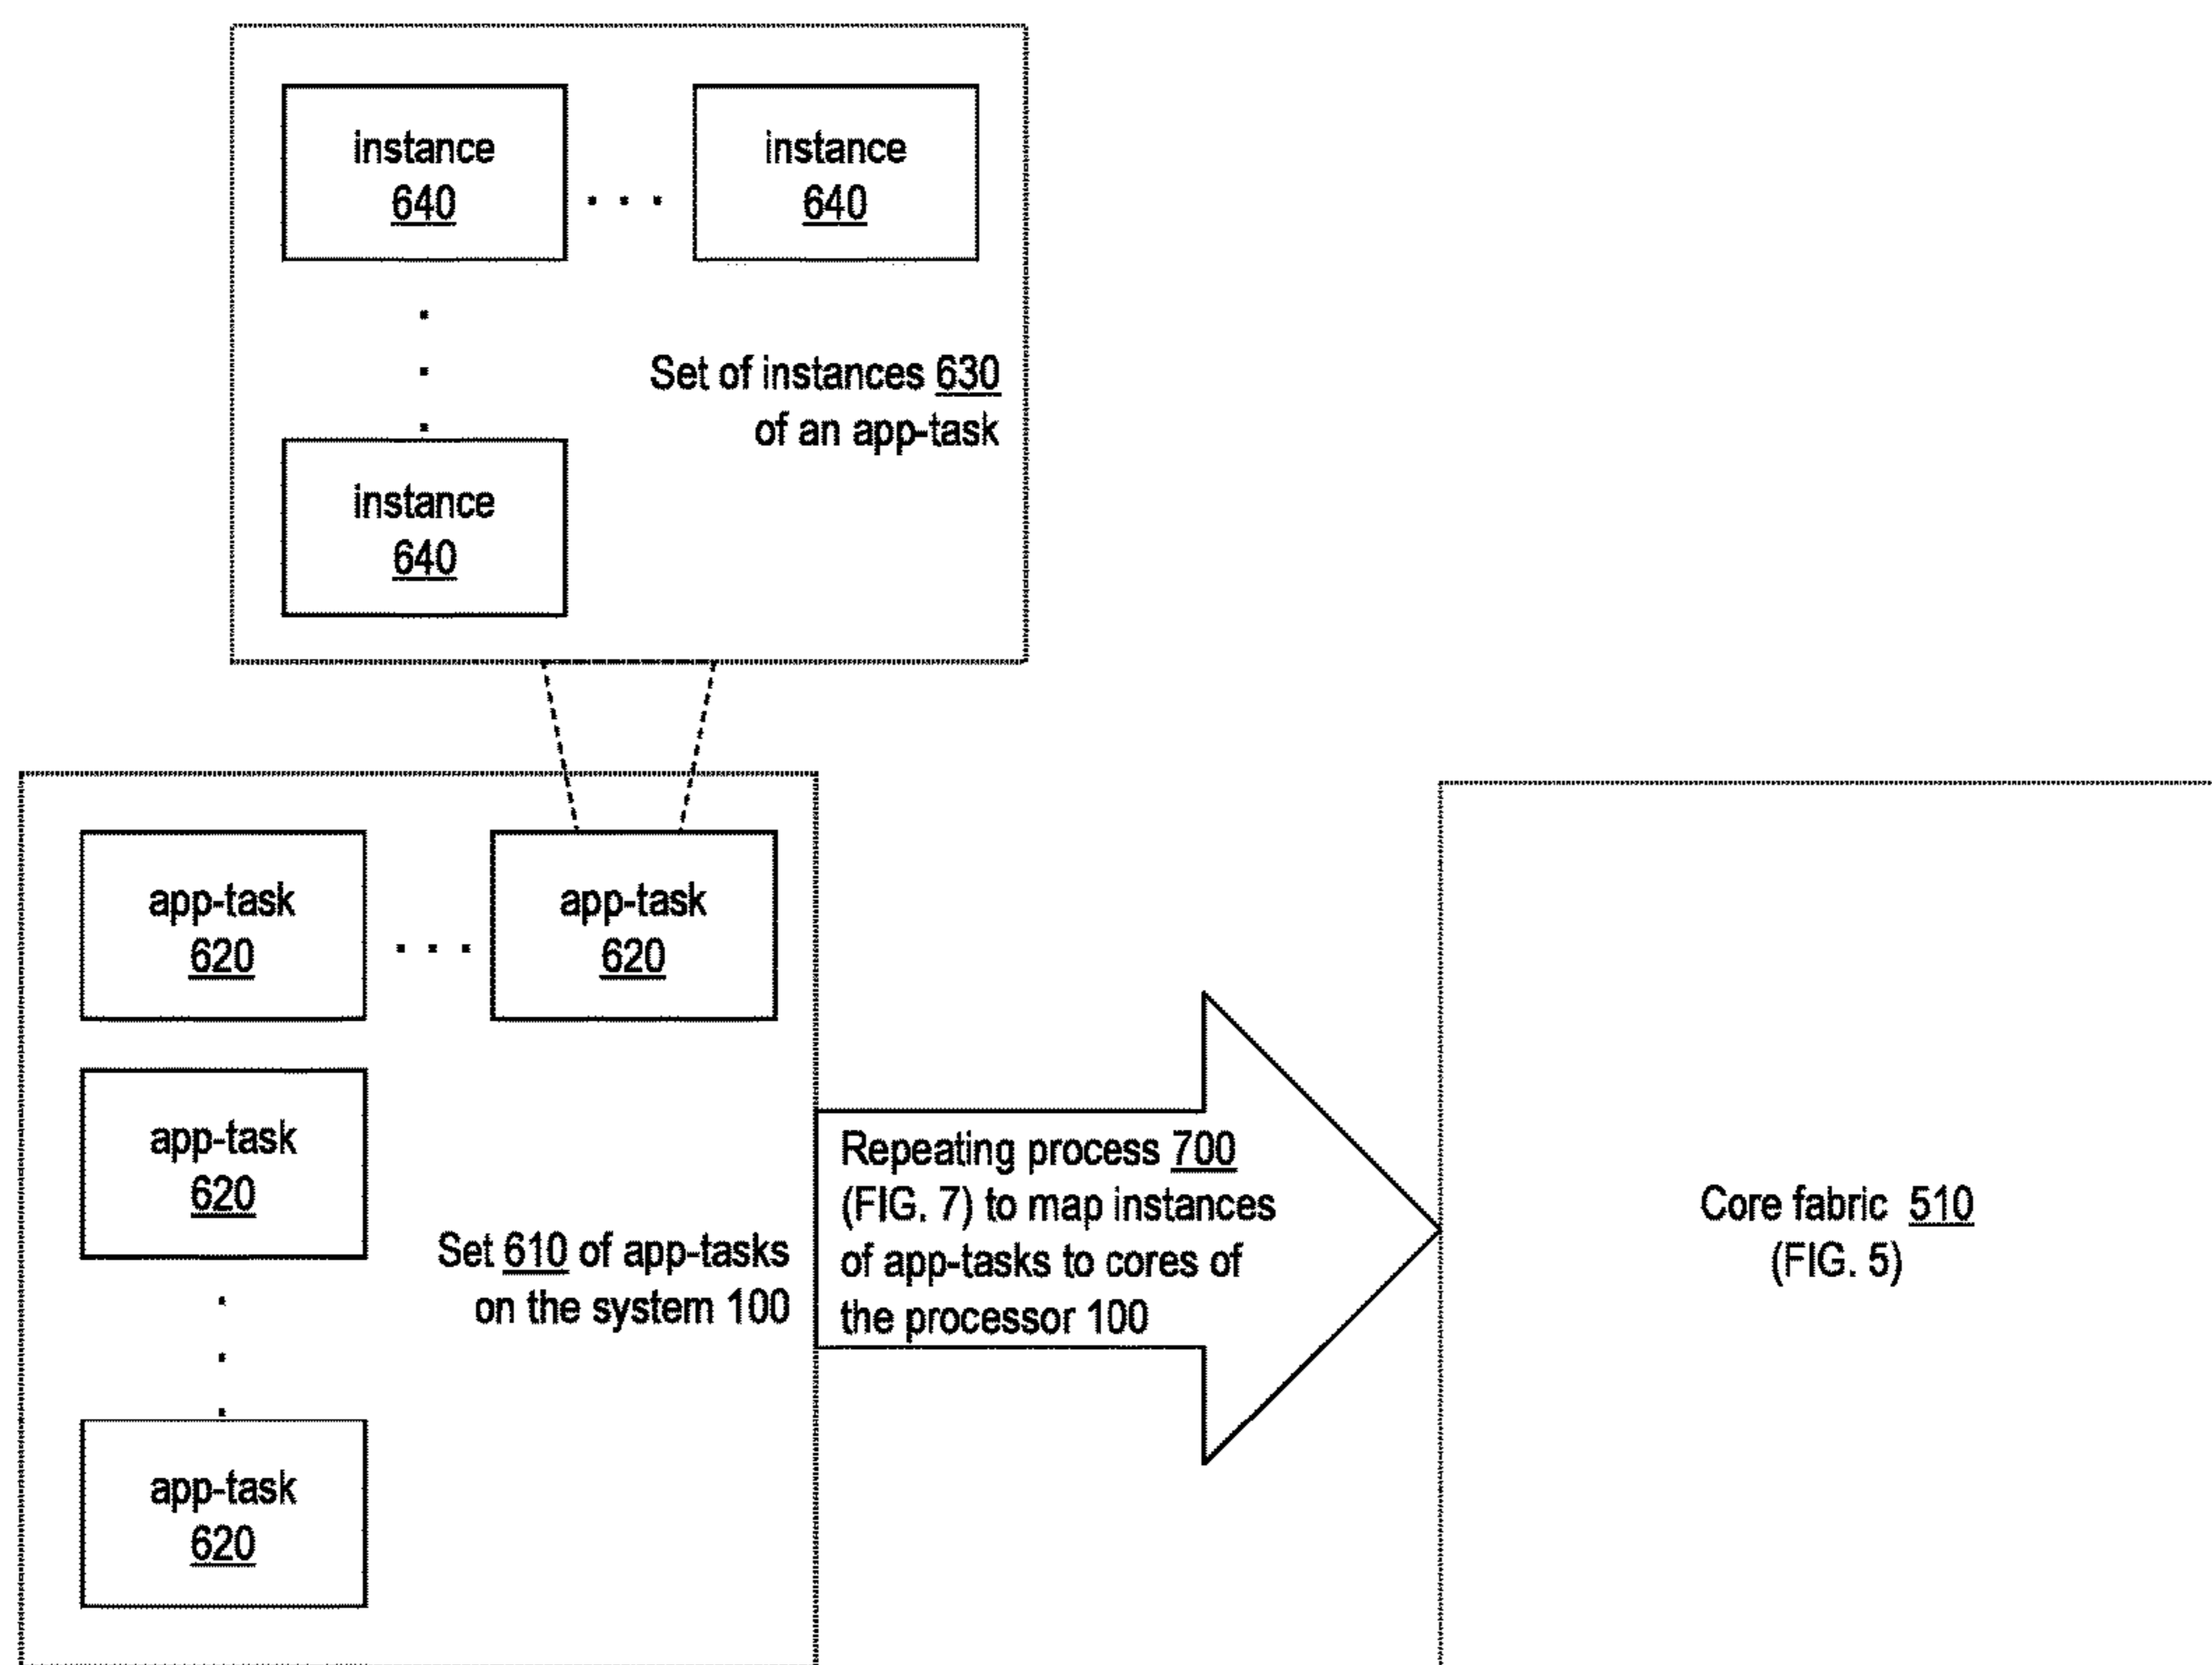 instance
640
. . .
instance
640
Set of instances 630
of an app-task
instance
640
app-task
620
. . .
app-task
620
app-task
620
Set 610 of app-tasks
on the system 100
app-task
620
Repeating process 700
(FIG. 7) to map instances
of app-tasks to cores of
the processor 100
Core fabric 510
(FIG. 5)